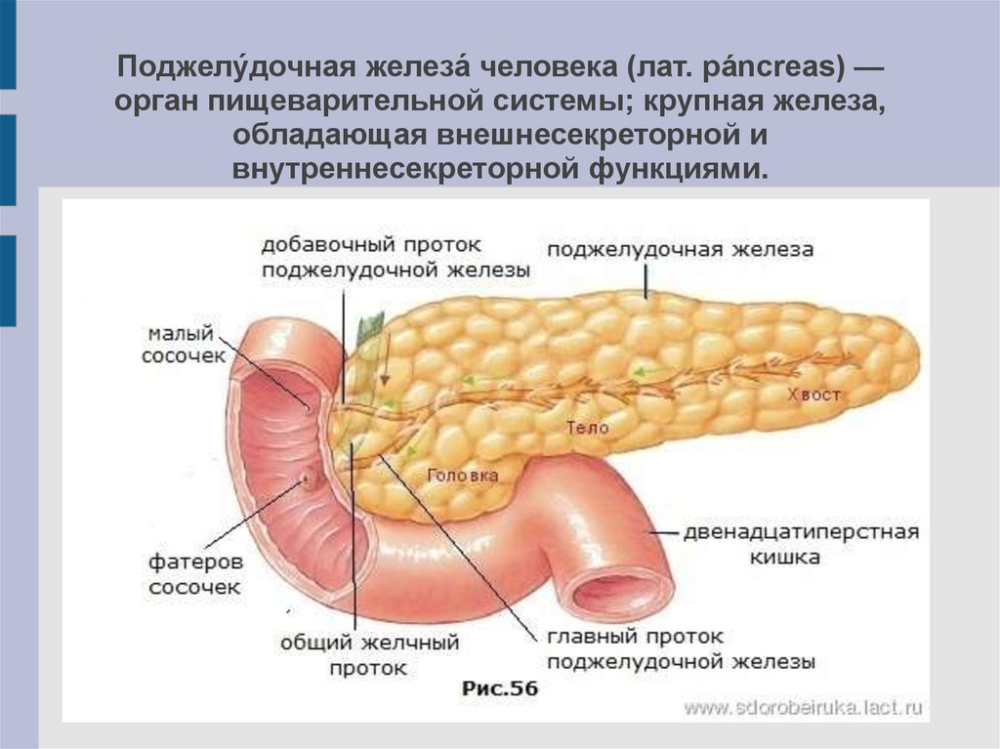 Поджелу́дочная железа́ человека (лат. páncreas) —
орган пищеварительной системы; крупная железа,
обладающая внешнесекреторной и
внутреннесекреторной функциями.
добавочный проток
поджелудочной железы
поджелудочная железа
малый
сосочек
Хвост
Тело
Головка
двенадцатиперстная
кишка
фатеров
сосочек
общий желчный
проток
главный проток
поджелудочной железы
Рис.56
www.sdorobeiruka.lact.ru